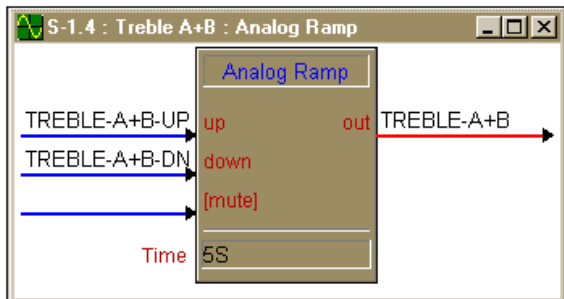 S-1.4 : Treble A+B : Analog Ramp
Analog Ramp
TREBLE-A+B-UP up out TREBLE-A+B
TREBLE-A+B-DN down
[mute]
Time 5S